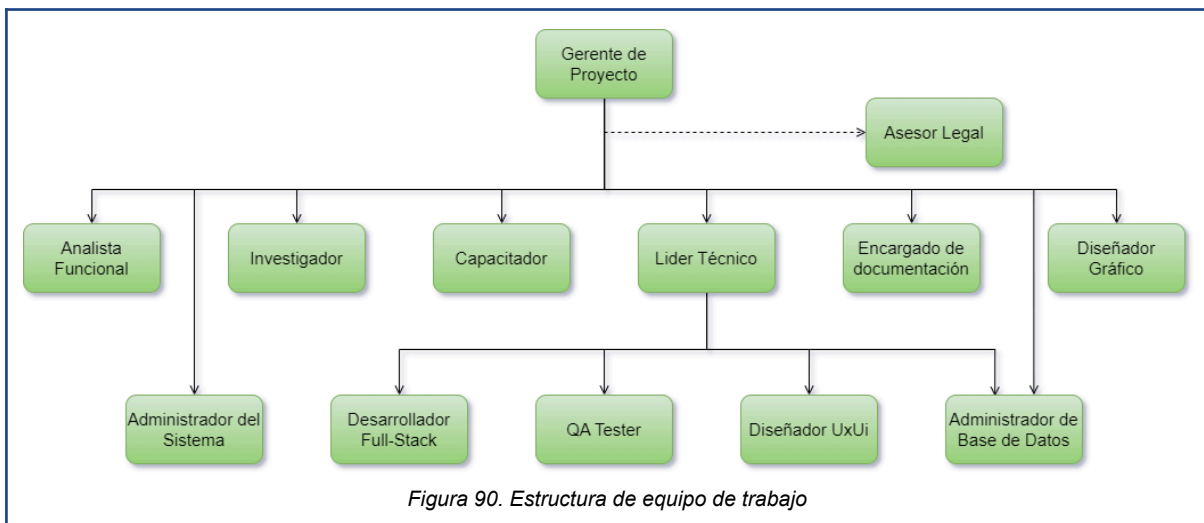 Gerente de
Proyecto
Asesor Legal
Analista
Funcional
Investigador
Capacitador
Lider Técnico
Encargado de
documentación
Diseñador
Gráfico
Administrador del
Sistema
Desarrollador
Full-Stack
QA Tester
Diseñador UxUi
Administrador de
Base de Datos
Figura 90. Estructura de equipo de trabajo